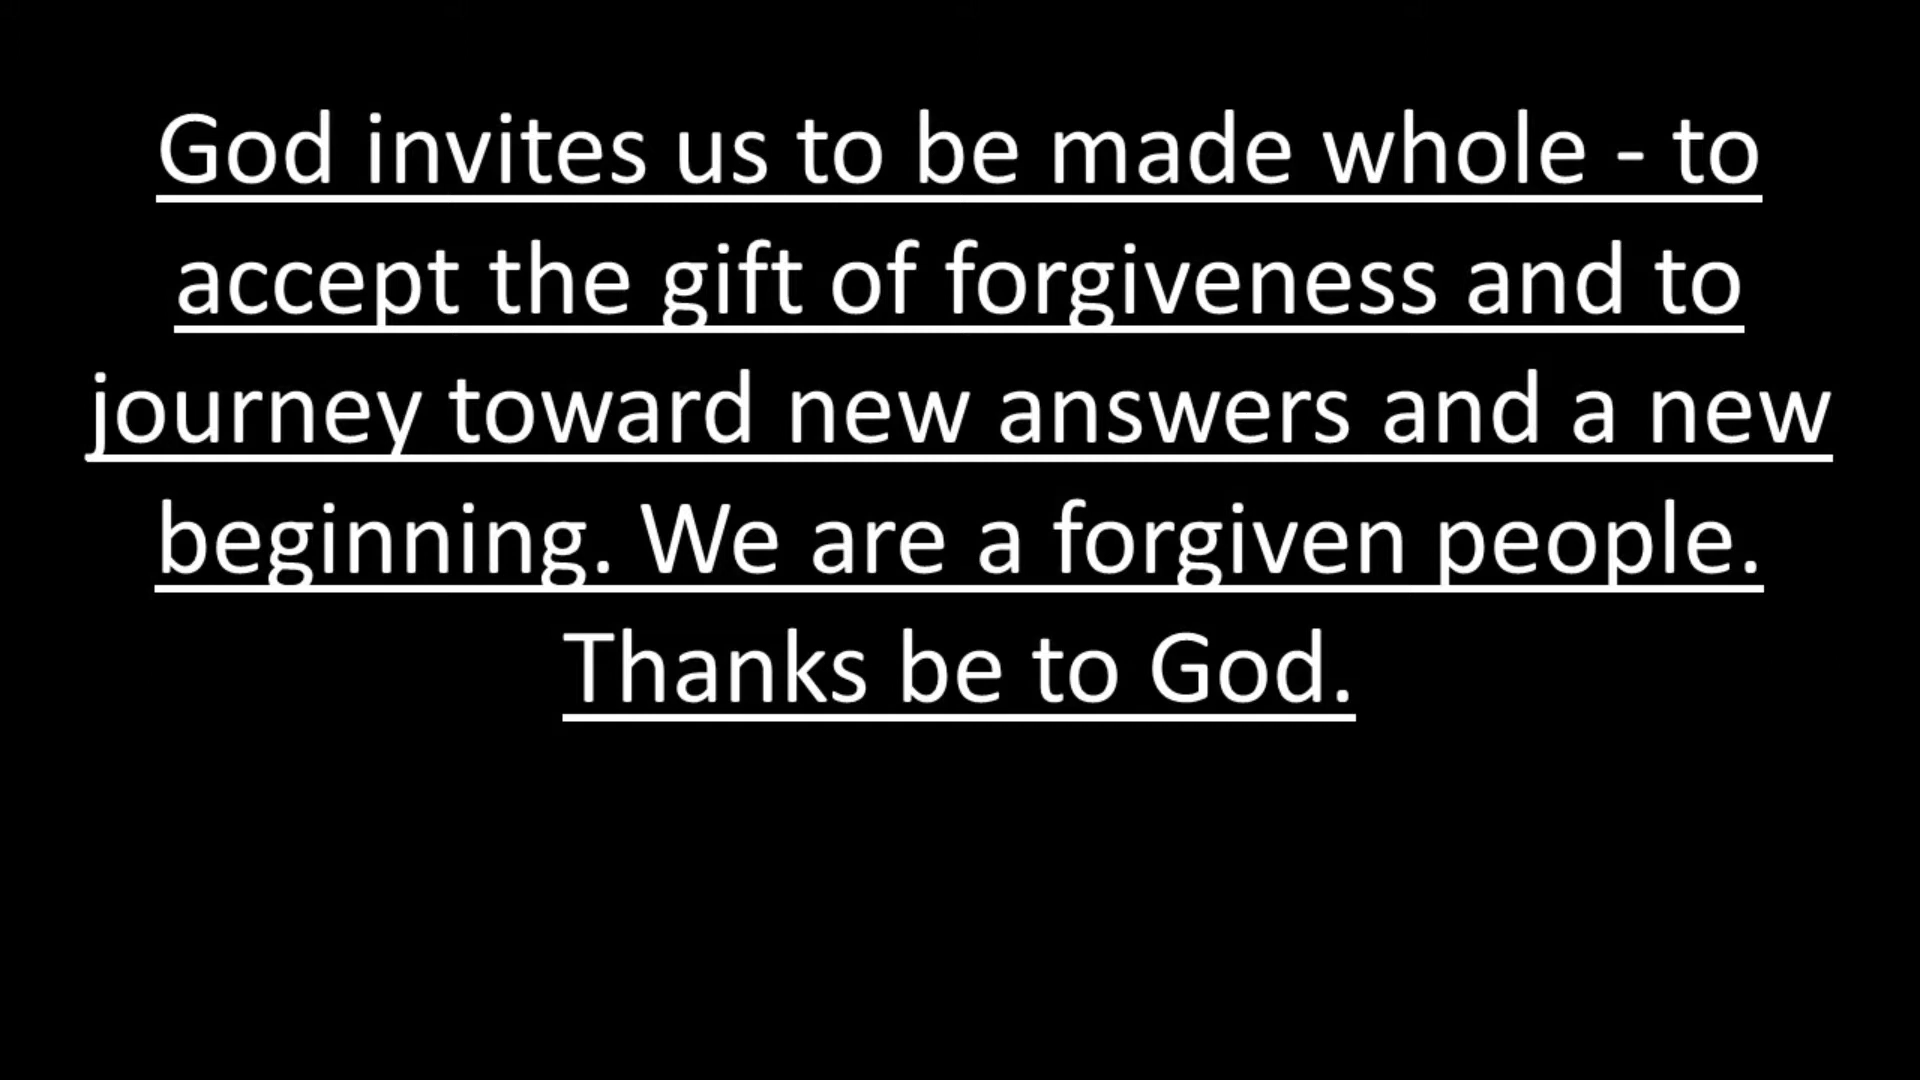 God invites us to be made whole - to
accept the gift of forgiveness and to
journey toward new answers and a new
beginning. We are a forgiven people.
Thanks be to God.